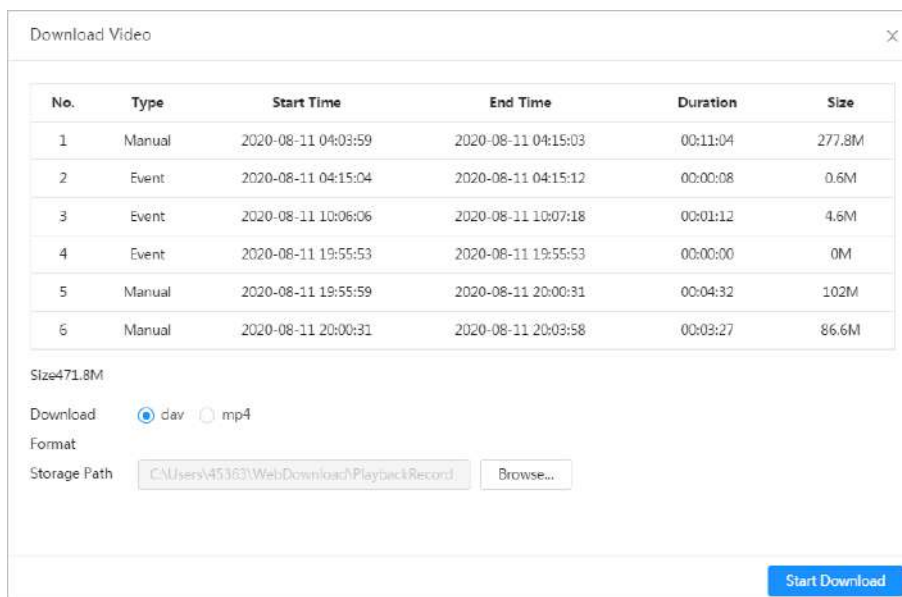 Download Video
No. Type Start Time End Time Duration Size
1 Manual 2020-08-11 04:03:59 2020-08-11 04:15:03 00:11:04 277.8M
2 Event 2020-08-11 04:15:04 2020-08-11 04:15:12 00:00:08 0.6M
3 Event 2020-08-11 10:06:06 2020-08-11 10:07:18 00:01:12 4.6M
4 Event 2020-08-11 19:55:53 2020-08-11 19:55:53 00:00:00 0M
5 Manual 2020-08-11 19:55:59 2020-08-11 20:00:31 00:04:32 102M
6 Manual 2020-08-11 20:00:31 2020-08-11 20:03:58 00:03:27 86.6M
Size471.8M
Download dav mp4
Format
Storage Path C:\Users\45363\WebDownload\PlaybackRecord Browse...
Start Download